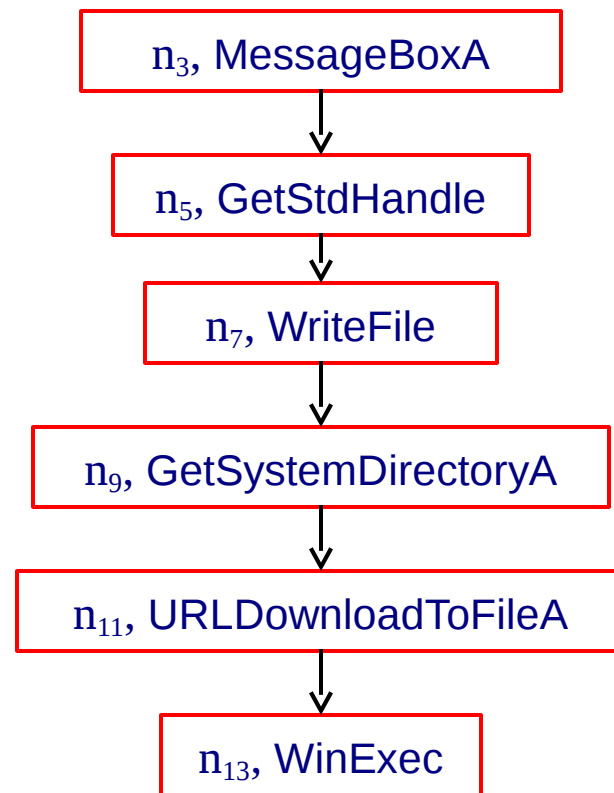 n3, MessageBoxA
n5, GetStdHandle
n7, WriteFile
n9, GetSystemDirectoryA
n11, URLDownloadToFileA
n13, WinExec